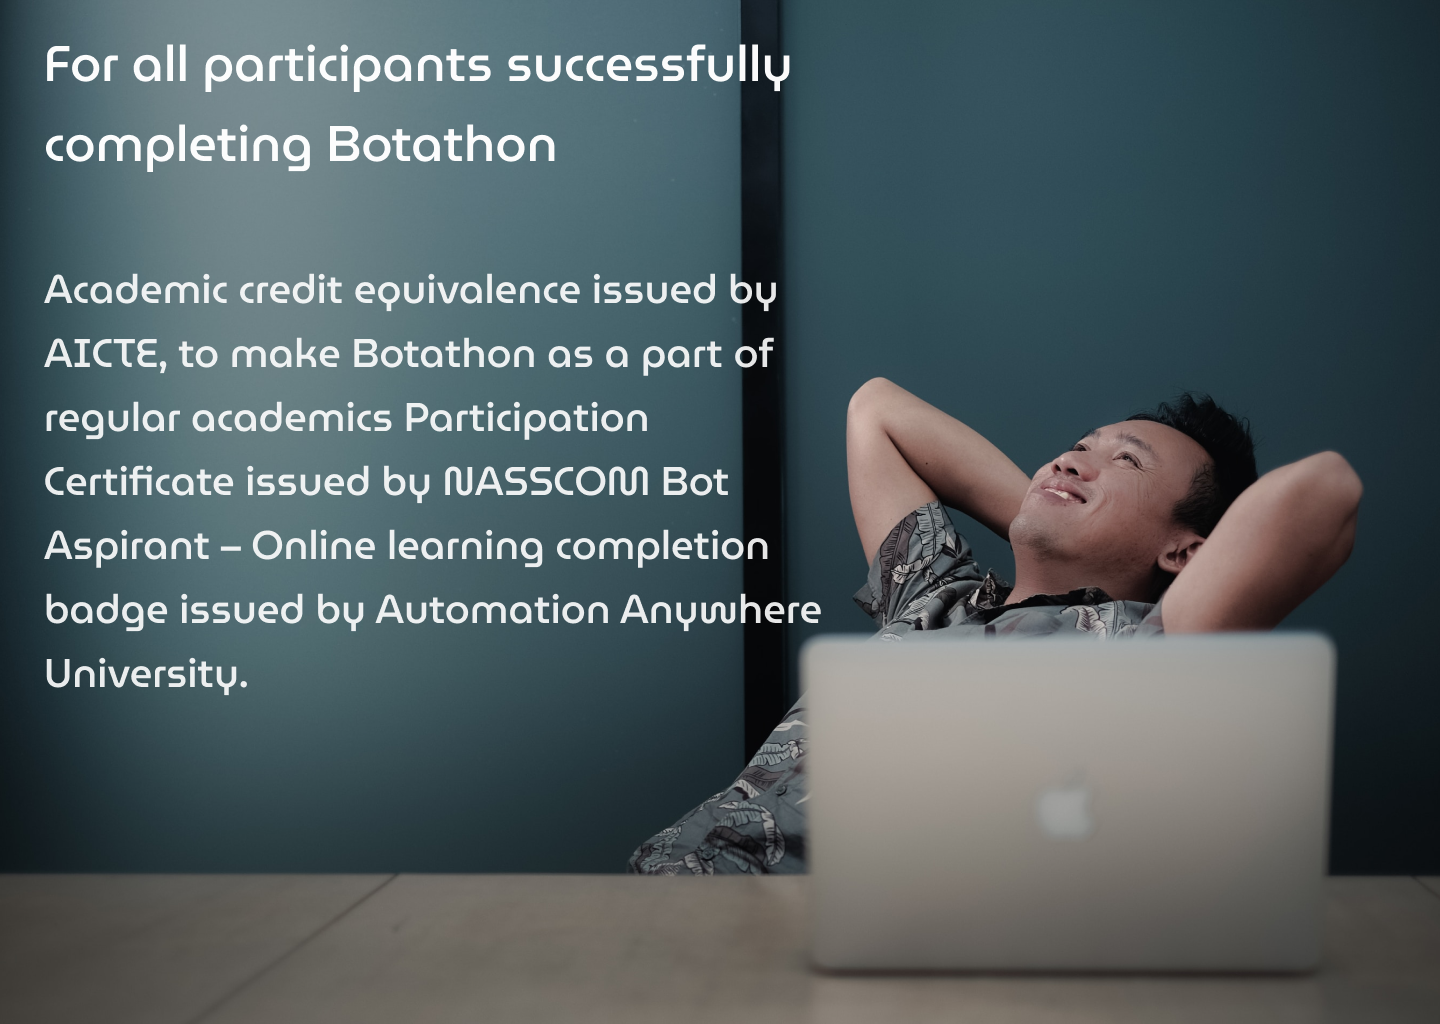 For all participants successfully
completing Botathon
Academic credit equivalence issued by
AICTE, to make Botathon as a part of
regular academics Participation
Certificate issued by NASSCOM Bot
Aspirant – Online learning completion
badge issued by Automation Anywhere
University.